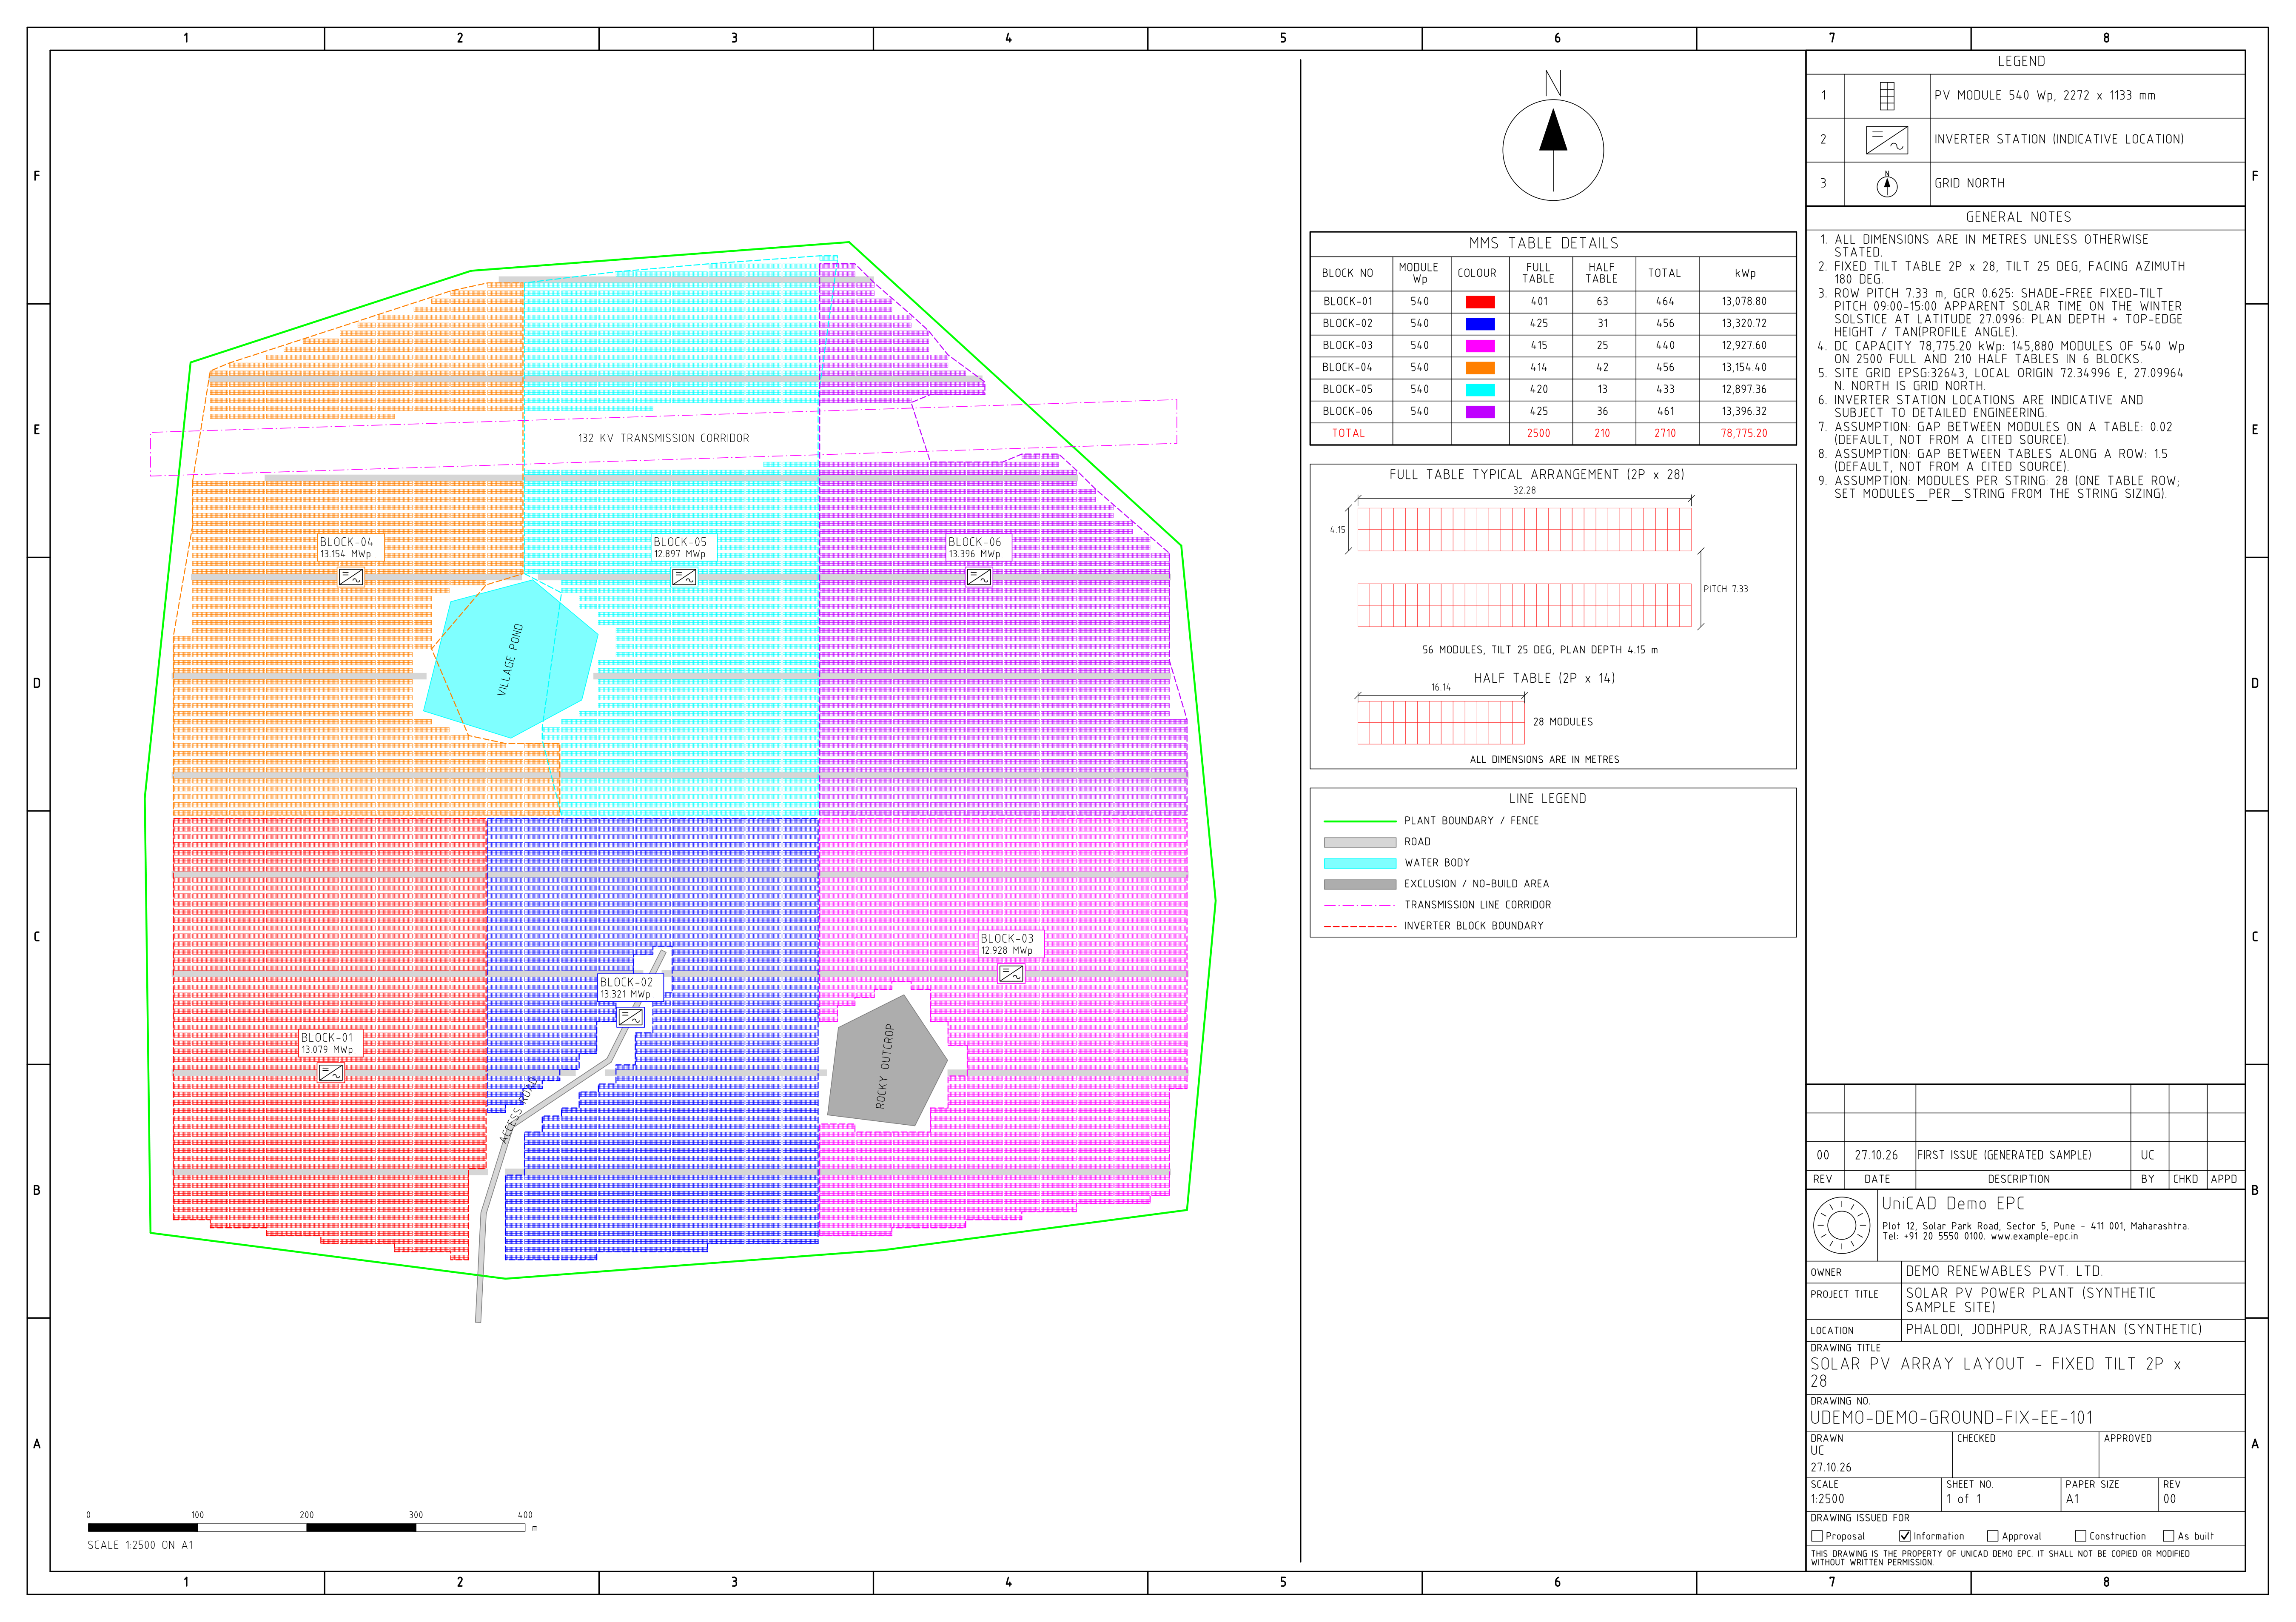 1 2 3 4 5 6 7 8
F
E
D
C
B
A
132 KV TRANSMISSION CORRIDOR
BLOCK-04
13.154 MWp
BLOCK-05
12.897 MWp
BLOCK-06
13.396 MWp
VILLAGE POND
BLOCK-03
12.928 MWp
BLOCK-02
13.321 MWp
BLOCK-01
13.079 MWp
ROCKY OUTCROP
ACCESS ROAD
0 100 200 300 400 m
SCALE 1:2500 ON A1
N
MMS TABLE DETAILS
BLOCK NO MODULE Wp COLOUR FULL TABLE HALF TABLE TOTAL kWp
BLOCK-01 540 401 63 464 13,078.80
BLOCK-02 540 425 31 456 13,320.72
BLOCK-03 540 415 25 440 12,927.60
BLOCK-04 540 414 42 456 13,154.40
BLOCK-05 540 420 13 433 12,897.36
BLOCK-06 540 425 36 461 13,396.32
TOTAL 2500 210 2710 78,775.20
FULL TABLE TYPICAL ARRANGEMENT (2P x 28)
32.28
4.15
PITCH 7.33
56 MODULES, TILT 25 DEG, PLAN DEPTH 4.15 m
HALF TABLE (2P x 14)
16.14
28 MODULES
ALL DIMENSIONS ARE IN METRES
LINE LEGEND
PLANT BOUNDARY / FENCE
ROAD
WATER BODY
EXCLUSION / NO-BUILD AREA
TRANSMISSION LINE CORRIDOR
INVERTER BLOCK BOUNDARY
LEGEND
1 PV MODULE 540 Wp, 2272 x 1133 mm
2 INVERTER STATION (INDICATIVE LOCATION)
3 N GRID NORTH
GENERAL NOTES
1. ALL DIMENSIONS ARE IN METRES UNLESS OTHERWISE
STATED.
2. FIXED TILT TABLE 2P x 28, TILT 25 DEG, FACING AZIMUTH
180 DEG.
3. ROW PITCH 7.33 m, GCR 0.625: SHADE-FREE FIXED-TILT
PITCH 09:00-15:00 APPARENT SOLAR TIME ON THE WINTER
SOLSTICE AT LATITUDE 27.0996: PLAN DEPTH + TOP-EDGE
HEIGHT / TAN(PROFILE ANGLE).
4. DC CAPACITY 78,775.20 kWp: 145,880 MODULES OF 540 Wp
ON 2500 FULL AND 210 HALF TABLES IN 6 BLOCKS.
5. SITE GRID EPSG:32643, LOCAL ORIGIN 72.34996 E, 27.09964
N. NORTH IS GRID NORTH.
6. INVERTER STATION LOCATIONS ARE INDICATIVE AND
SUBJECT TO DETAILED ENGINEERING.
7. ASSUMPTION: GAP BETWEEN MODULES ON A TABLE: 0.02
(DEFAULT, NOT FROM A CITED SOURCE).
8. ASSUMPTION: GAP BETWEEN TABLES ALONG A ROW: 1.5
(DEFAULT, NOT FROM A CITED SOURCE).
9. ASSUMPTION: MODULES PER STRING: 28 (ONE TABLE ROW;
SET MODULES_PER_STRING FROM THE STRING SIZING).
00 27.10.26 FIRST ISSUE (GENERATED SAMPLE) UC
REV DATE DESCRIPTION BY CHKD APPD
UniCAD Demo EPC
Plot 12, Solar Park Road, Sector 5, Pune - 411 001, Maharashtra.
Tel: +91 20 5550 0100. www.example-epc.in
OWNER DEMO RENEWABLES PVT. LTD.
PROJECT TITLE SOLAR PV POWER PLANT (SYNTHETIC
SAMPLE SITE)
LOCATION PHALODI, JODHPUR, RAJASTHAN (SYNTHETIC)
DRAWING TITLE
SOLAR PV ARRAY LAYOUT - FIXED TILT 2P x
28
DRAWING NO.
UDEMO-DEMO-GROUND-FIX-EE-101
DRAWN CHECKED APPROVED
UC
27.10.26
SCALE SHEET NO. PAPER SIZE REV
1:2500 1 of 1 A1 00
DRAWING ISSUED FOR
Proposal Information Approval Construction As built
THIS DRAWING IS THE PROPERTY OF UNICAD DEMO EPC. IT SHALL NOT BE COPIED OR MODIFIED
WITHOUT WRITTEN PERMISSION.
F
E
D
C
B
A
1 2 3 4 5 6 7 8